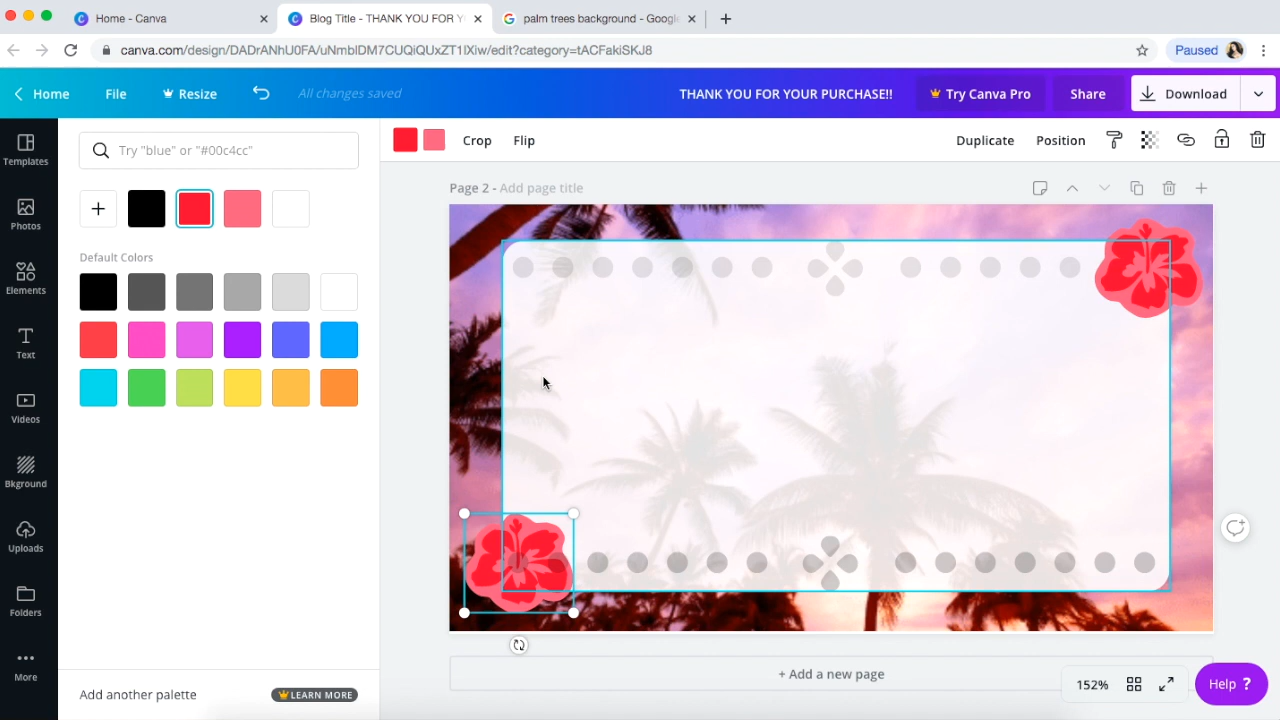 Home - Canva
Blog Title - THANK YOU FOR Y
palm trees background - Google
canva.com/design/DADrANhU0FA/uNmblDM7CUQiQUxZT1lXiw/edit?category=tACFakiSKJ8
Paused
Home
File
Resize
All changes saved
THANK YOU FOR YOUR PURCHASE!!
Try Canva Pro
Share
Download
Templates
Photos
Elements
Text
Videos
Bkground
Uploads
Folders
More
Try "blue" or "#00c4cc"
Default Colors
Add another palette
LEARN MORE
Crop
Flip
Duplicate
Position
Page 2 - Add page title
+ Add a new page
152%
Help ?